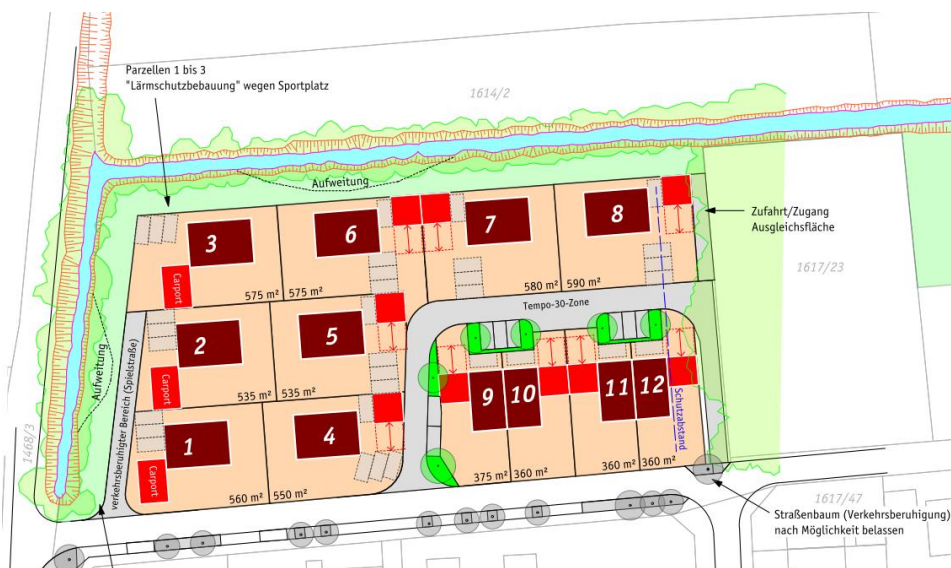 Parzellen 1 bis 3
"Lärmschutzbebauung" wegen Sportplatz
1614/2
Aufweitung
Zufahrt/Zugang
Ausgleichsfläche
1617/23
3
6
7
8
Carport
575 m²
575 m²
580 m²
590 m²
Tempo-30-Zone
Aufweitung
verkehrsberuhigter Bereich (Spielstraße)
2
5
Carport
535 m²
535 m²
9
10
11
12
Schutzabstand
1468/3
1
4
Carport
560 m²
550 m²
375 m²
360 m²
360 m²
360 m²
1617/47
Straßenbaum (Verkehrsberuhigung)
nach Möglichkeit belassen